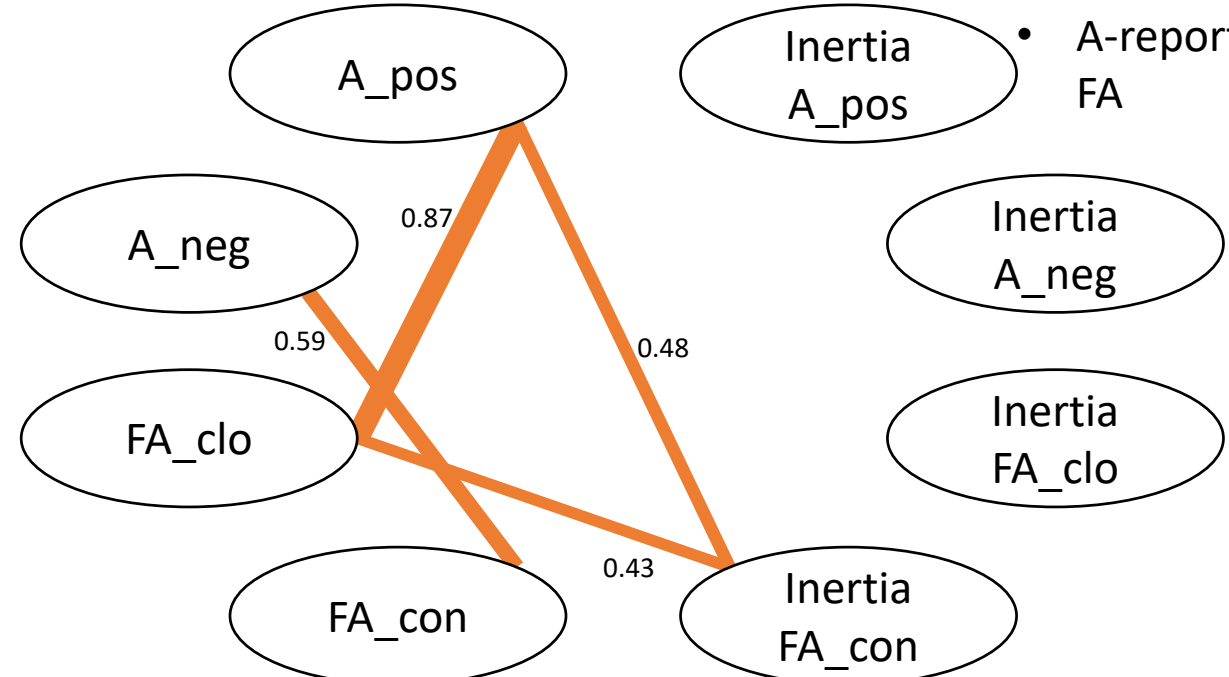 A_pos
Inertia
A_pos
• A-report
FA
A_neg
0.87
Inertia
A_neg
0.59
0.48
FA_clo
Inertia
FA_clo
0.43
FA_con
Inertia
FA_con